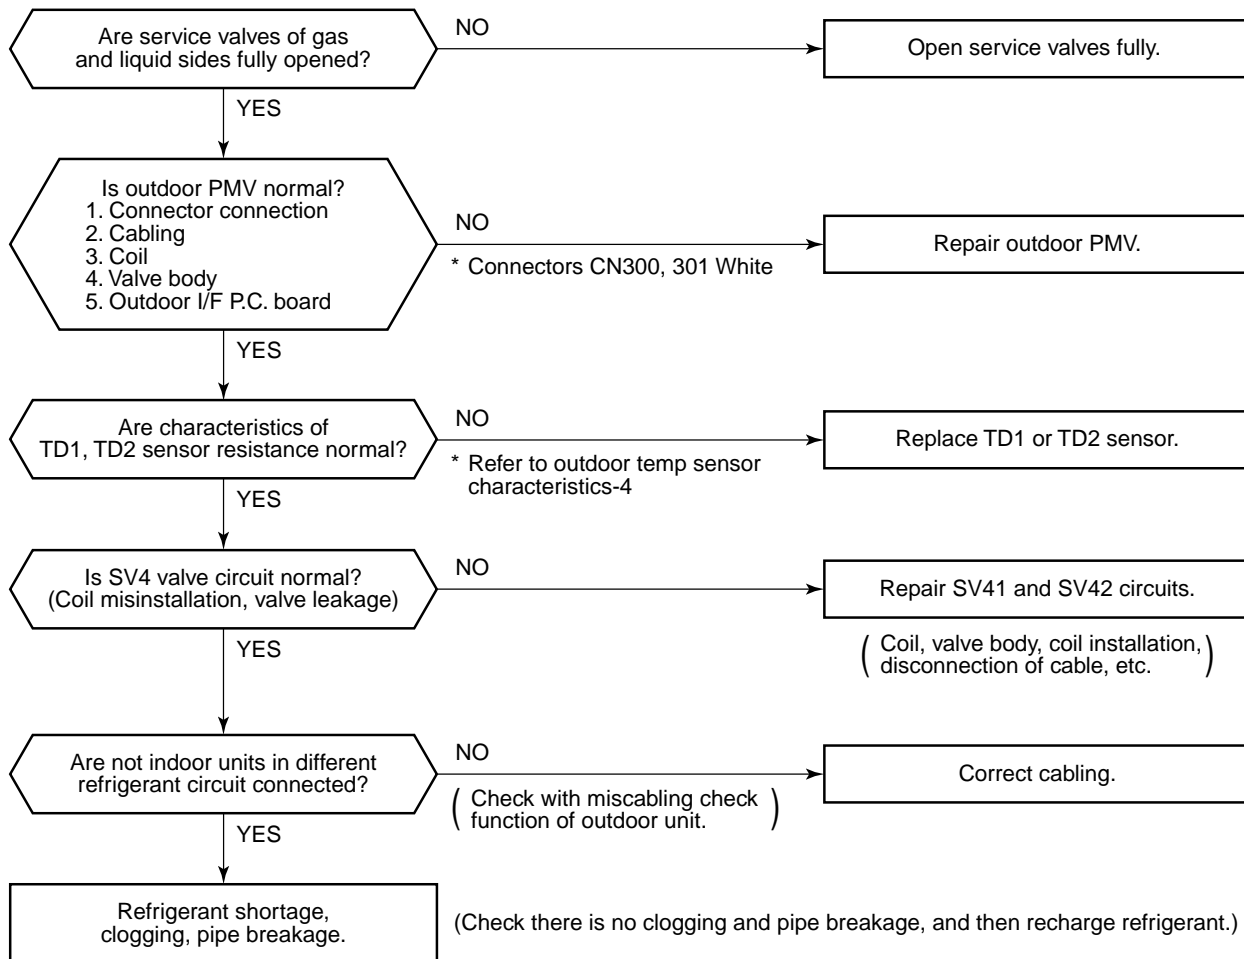 Are service valves of gas
and liquid sides fully opened?
NO
Open service valves fully.
YES
Is outdoor PMV normal?
1. Connector connection
2. Cabling
3. Coil
4. Valve body
5. Outdoor I/F P.C. board
NO
* Connectors CN300, 301 White
Repair outdoor PMV.
YES
Are characteristics of
TD1, TD2 sensor resistance normal?
NO
* Refer to outdoor temp sensor
characteristics-4
Replace TD1 or TD2 sensor.
YES
Is SV4 valve circuit normal?
(Coil misinstallation, valve leakage)
NO
Repair SV41 and SV42 circuits.
(Coil, valve body, coil installation,
disconnection of cable, etc.)
YES
Are not indoor units in different
refrigerant circuit connected?
NO
(Check with miscabling check
function of outdoor unit.)
Correct cabling.
YES
Refrigerant shortage,
clogging, pipe breakage.
(Check there is no clogging and pipe breakage, and then recharge refrigerant.)